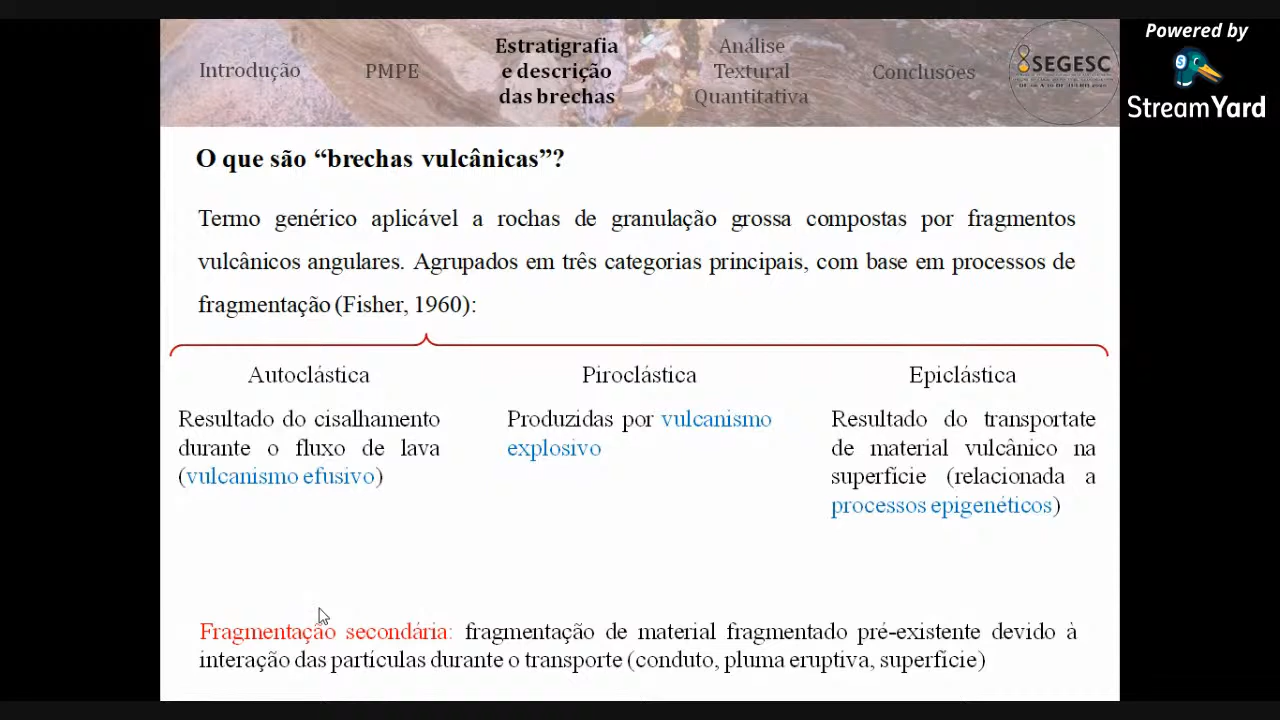 Introdução
PMPE
Estratigrafia
e descrição
das brechas
Análise
Textural
Quantitativa
Conclusões
SEGESC
Powered by
StreamYard
O que são “brechas vulcânicas”?
Termo genérico aplicável a rochas de granulação grossa compostas por fragmentos
vulcânicos angulares. Agrupados em três categorias principais, com base em processos de
fragmentação (Fisher, 1960):
Autoclástica
Resultado do cisalhamento
durante o fluxo de lava
(vulcanismo efusivo)
Piroclástica
Produzidas por vulcanismo
explosivo
Epiclástica
Resultado do transportate
de material vulcânico na
superfície (relacionada a
processos epigenéticos)
Fragmentação secondária: fragmentação de material fragmentado pré-existente devido à
interação das partículas durante o transporte (conduto, pluma eruptiva, superfície)